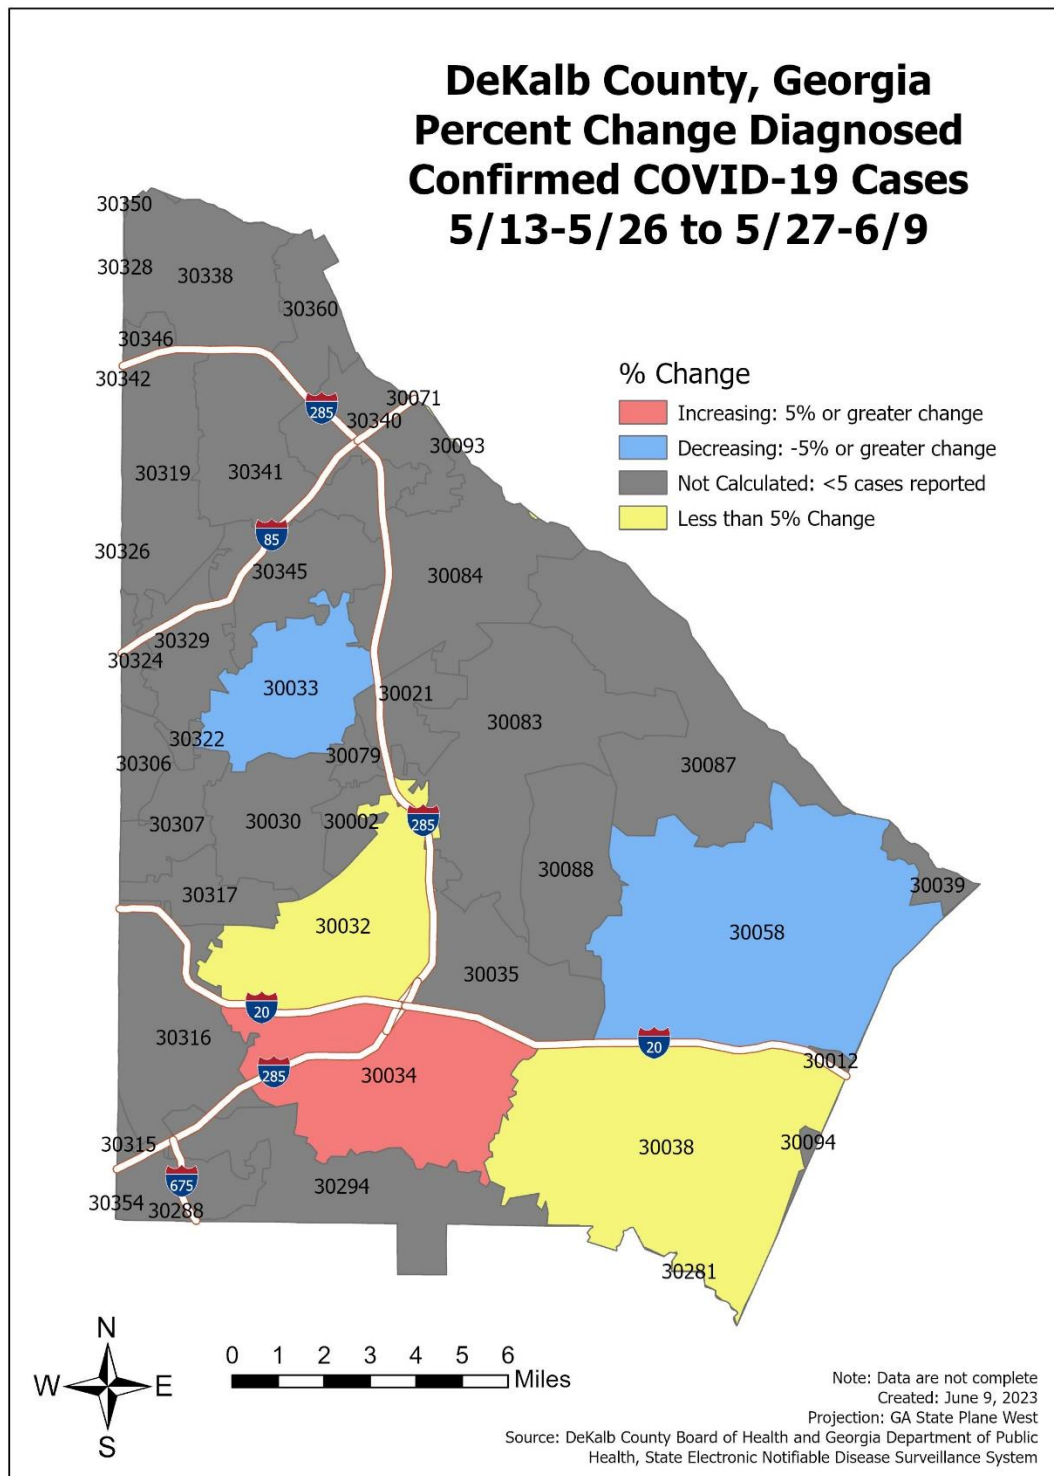 DeKalb County, Georgia
Percent Change Diagnosed
Confirmed COVID-19 Cases
5/13-5/26 to 5/27-6/9
30350
30328
30338
30360
30346
30342
% Change
Increasing: 5% or greater change
Decreasing: -5% or greater change
Not Calculated: <5 cases reported
Less than 5% Change
285
30071
30340
30093
30319
30341
85
30326
30345
30084
30329
30324
30033
30021
30322
30083
30306
30079
30087
30307
30030
30002
285
30088
30039
30317
30032
30058
30035
20
30316
20
30012
285
30034
30315
30094
30038
675
30294
30354
30288
30281
N
W
E
S
0 1 2 3 4 5 6
Miles
Note: Data are not complete
Created: June 9, 2023
Projection: GA State Plane West
Source: DeKalb County Board of Health and Georgia Department of Public
Health, State Electronic Notifiable Disease Surveillance System